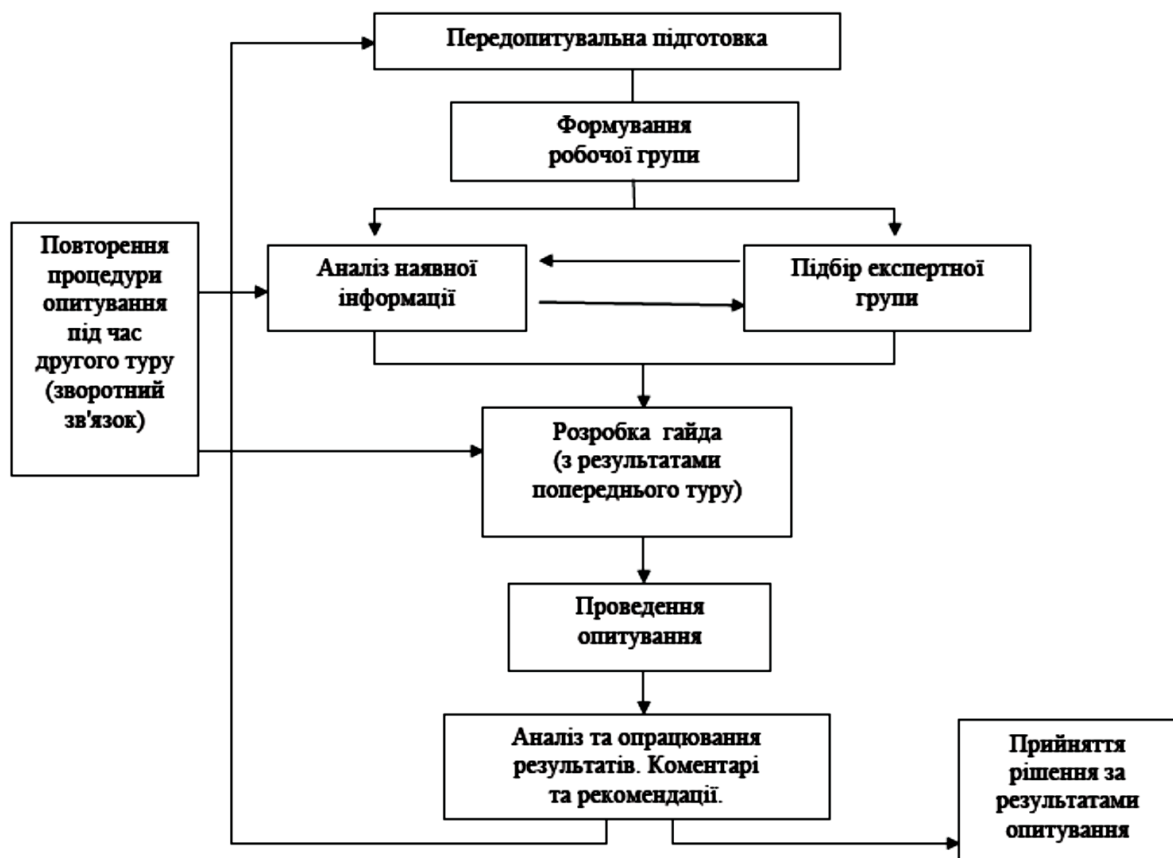 Передопитувальна підготовка
Формування
робочої групи
Повторення
процедури
опитування
під час
другого туру
(зворотний
зв'язок)
Аналіз наявної
інформації
Підбір експертної
групи
Розробка гайда
(з результатами
попереднього туру)
Проведення
опитування
Аналіз та опрацювання
результатів. Коментарі
та рекомендації.
Прийняття
рішення за
результатами
опитування